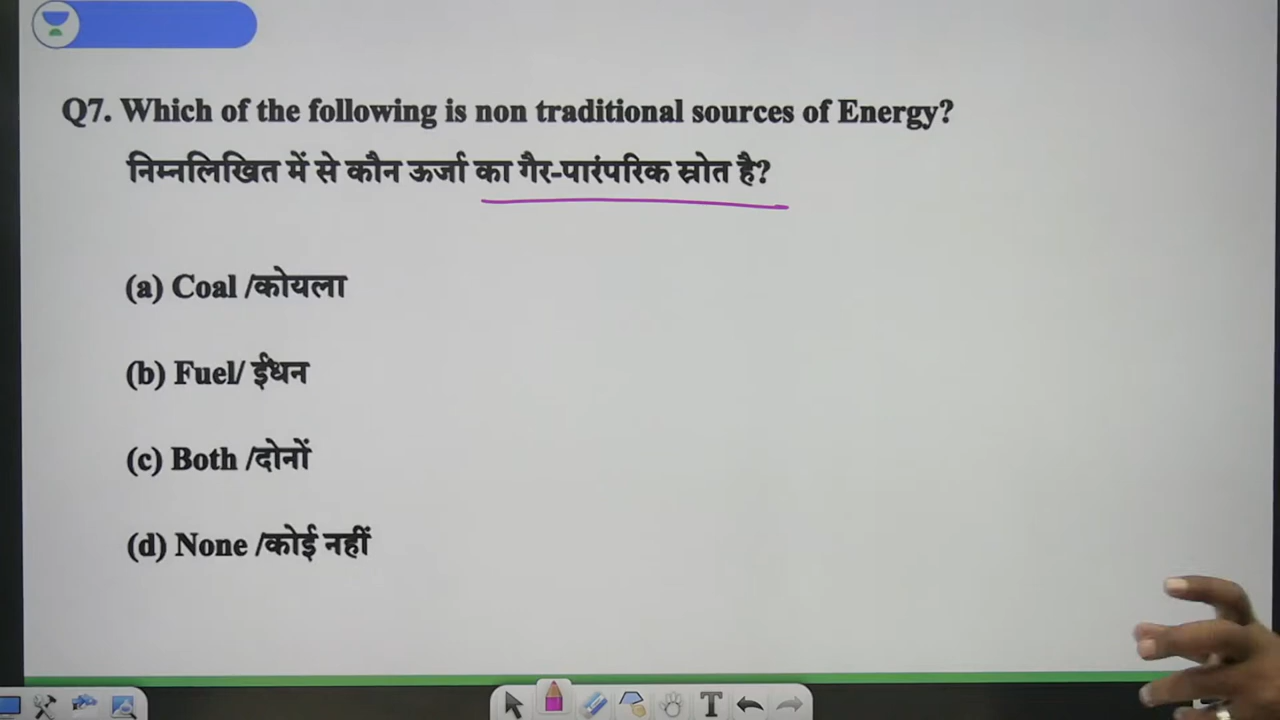 Q7. Which of the following is non traditional sources of Energy?
निम्नलिखित में से कौन ऊर्जा का गैर-पारंपरिक स्रोत है?
(a) Coal /कोयला
(b) Fuel/ ईंधन
(c) Both /दोनों
(d) None /कोई नहीं
T